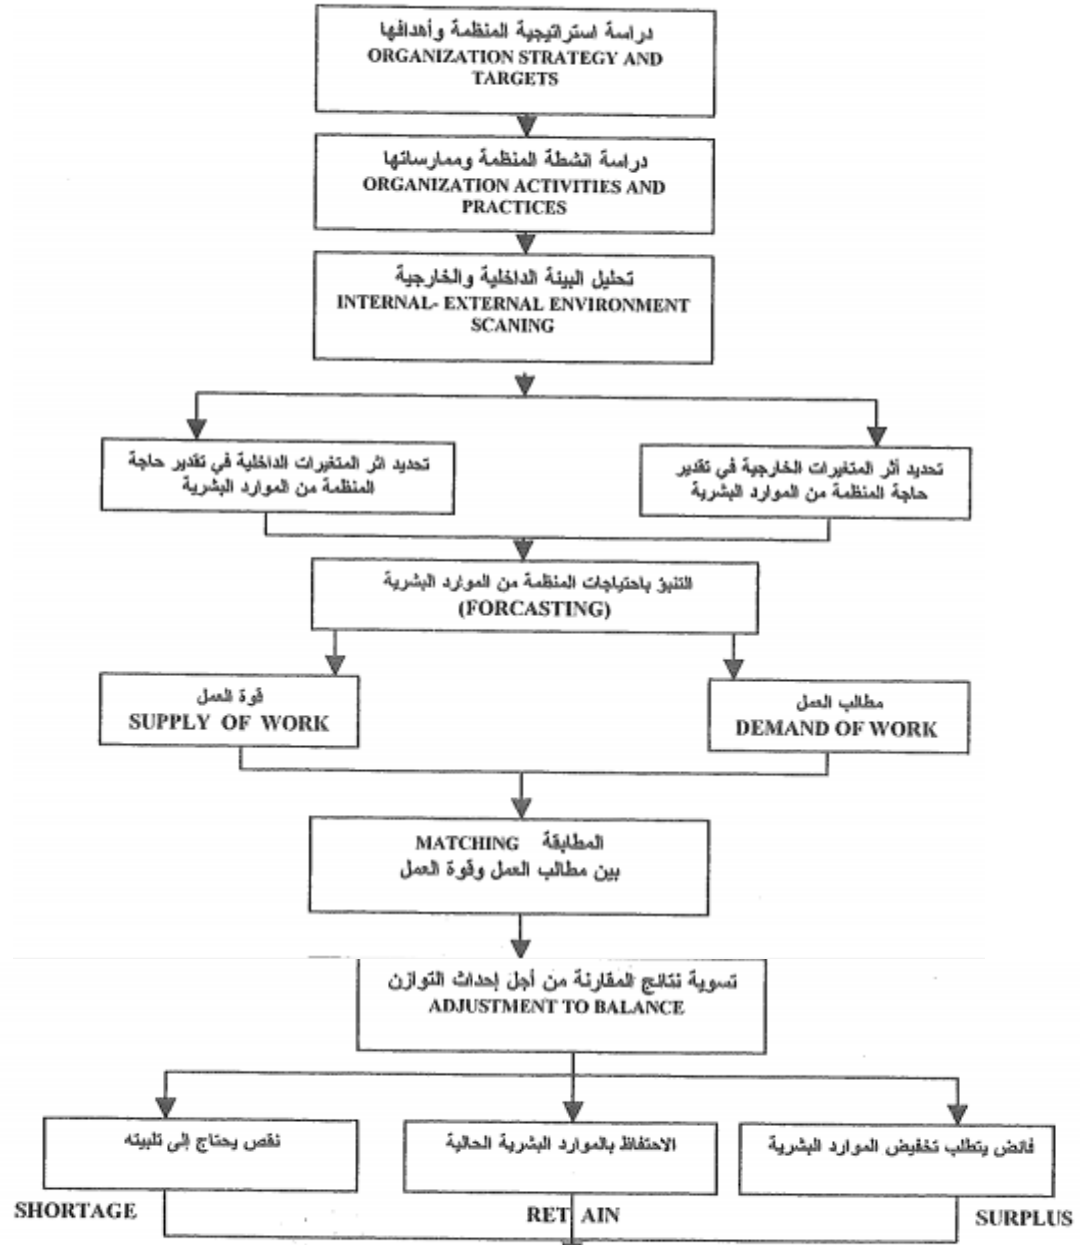 دراسة استراتيجية المنظمة وأهدافها
ORGANIZATION STRATEGY AND
TARGETS
دراسة انشطة المنظمة وممارساتها
ORGANIZATION ACTIVITIES AND
PRACTICES
تحليل البيئة الداخلية والخارجية
INTERNAL- EXTERNAL ENVIRONMENT
SCANING
تحديد أثر المتغيرات الخارجية في تقدير
حاجة المنظمة من الموارد البشرية
تحديد اثر المتغيرات الداخلية في تقدير حاجة
المنظمة من الموارد البشرية
التنبؤ باحتياجات المنظمة من الموارد البشرية
(FORCASTING)
مطالب العمل
DEMAND OF WORK
قوة العمل
SUPPLY OF WORK
المطابقة MATCHING
بين مطالب العمل وقوة العمل
تسوية نتائج المقارنة من أجل إحداث التوازن
ADJUSTMENT TO BALANCE
فائض يتطلب تخفيض الموارد البشرية
SURPLUS
الاحتفاظ بالموارد البشرية الحالية
RETAIN
نقص يحتاج إلى تلبيته
SHORTAGE